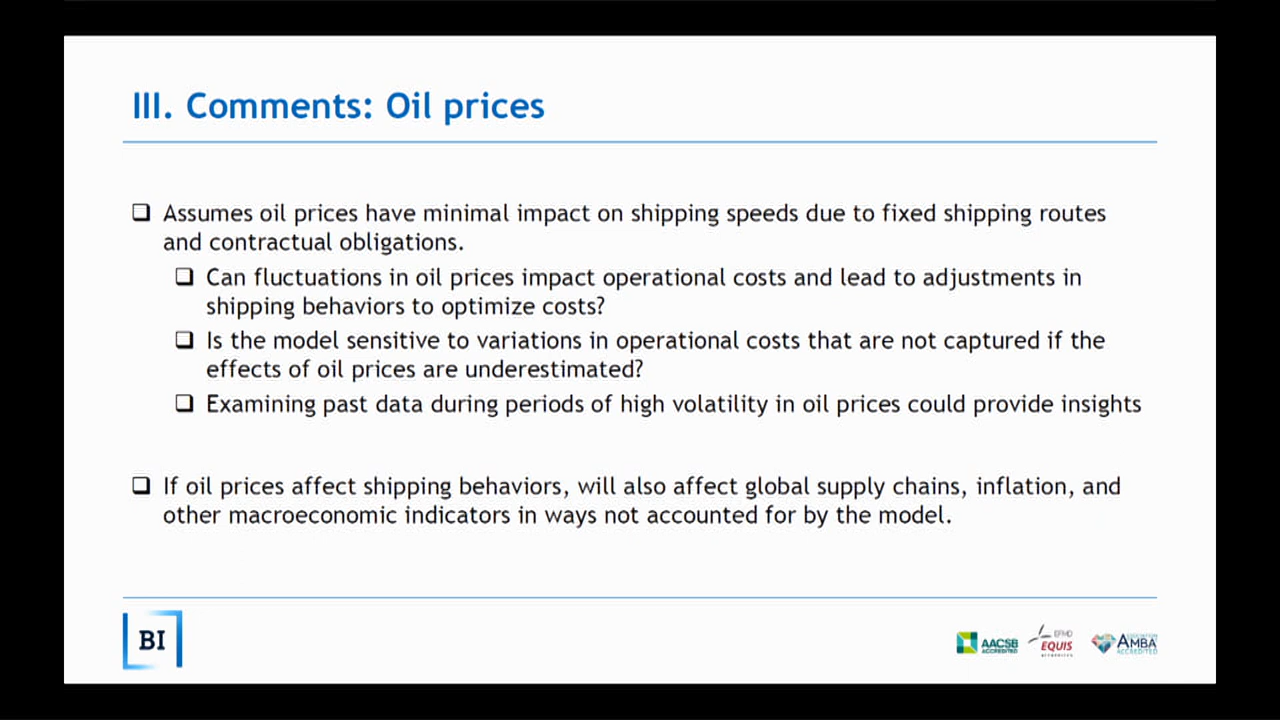 III. Comments: Oil prices
Assumes oil prices have minimal impact on shipping speeds due to fixed shipping routes
and contractual obligations.
Can fluctuations in oil prices impact operational costs and lead to adjustments in
shipping behaviors to optimize costs?
Is the model sensitive to variations in operational costs that are not captured if the
effects of oil prices are underestimated?
Examining past data during periods of high volatility in oil prices could provide insights
If oil prices affect shipping behaviors, will also affect global supply chains, inflation, and
other macroeconomic indicators in ways not accounted for by the model.
BI
AACSB
ACCREDITED
EFMD
EQUIS
ACCREDITED
ASSOCIATION
AMBA
ACCREDITED